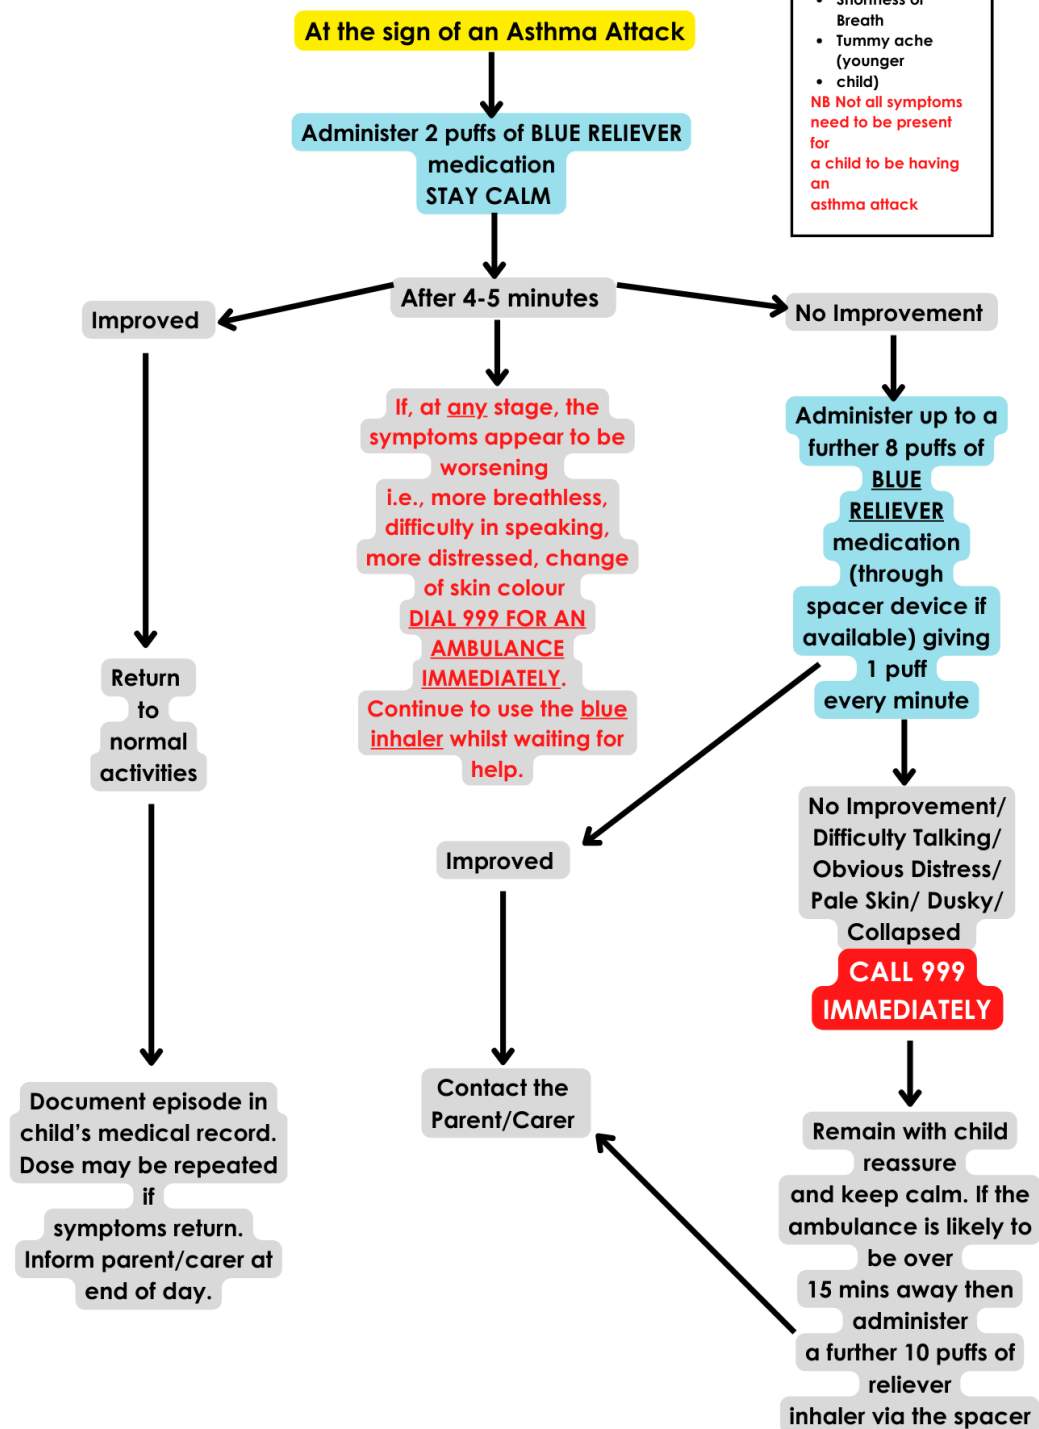 At the sign of an Asthma Attack
Shortness of
Breath
• Tummy ache
(younger
• child)
NB Not all symptoms
need to be present
for
a child to be having
an
asthma attack
Administer 2 puffs of BLUE RELIEVER
medication
STAY CALM
After 4-5 minutes
Improved
No Improvement
If, at any stage, the
symptoms appear to be
worsening
i.e., more breathless,
difficulty in speaking,
more distressed, change
of skin colour
DIAL 999 FOR AN
AMBULANCE
IMMEDIATELY.
Continue to use the blue
inhaler whilst waiting for
help.
Administer up to a
further 8 puffs of
BLUE
RELIEVER
medication
(through
spacer device if
available) giving
1 puff
every minute
Return
to
normal
activities
Improved
No Improvement/
Difficulty Talking/
Obvious Distress/
Pale Skin/ Dusky/
Collapsed
CALL 999
IMMEDIATELY
Document episode in
child’s medical record.
Dose may be repeated
if
symptoms return.
Inform parent/carer at
end of day.
Contact the
Parent/Carer
Remain with child
reassure
and keep calm. If the
ambulance is likely to
be over
15 mins away then
administer
a further 10 puffs of
reliever
inhaler via the spacer